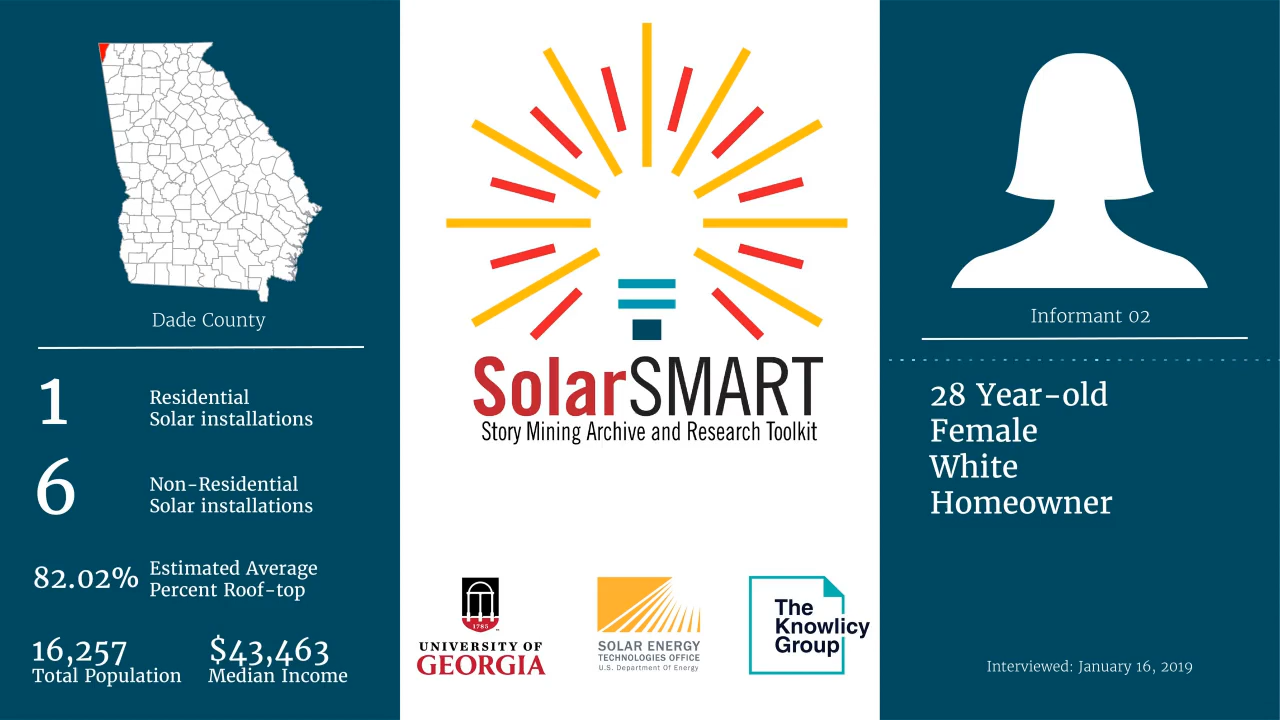 Dade County
1
Residential
Solar installations
6
Non-Residential
Solar installations
82.02%
Estimated Average
Percent Roof-top
16,257
Total Population
$43,463
Median Income
SolarSMART
Story Mining Archive and Research Toolkit
1785
UNIVERSITY OF
GEORGIA
SOLAR ENERGY
TECHNOLOGIES OFFICE
U.S. Department Of Energy
The
Knowlicy
Group
Informant 02
28 Year-old
Female
White
Homeowner
Interviewed: January 16, 2019